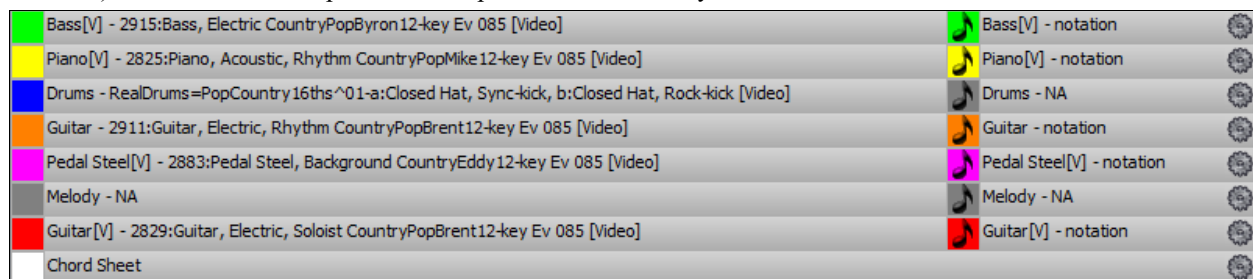 Bass[V] - 2915:Bass, Electric CountryPopByron12-key Ev 085 [Video] Bass[V] - notation
Piano[V] - 2825:Piano, Acoustic, Rhythm CountryPopMike12-key Ev 085 [Video] Piano[V] - notation
Drums - RealDrums=PopCountry16ths^01-a:Closed Hat, Sync-kick, b:Closed Hat, Rock-kick [Video] Drums - NA
Guitar - 2911:Guitar, Electric, Rhythm CountryPopBrent12-key Ev 085 [Video] Guitar - notation
Pedal Steel[V] - 2883:Pedal Steel, Background CountryEddy12-key Ev 085 [Video] Pedal Steel[V] - notation
Melody - NA Melody - NA
Guitar[V] - 2829:Guitar, Electric, Soloist CountryPopBrent12-key Ev 085 [Video] Guitar[V] - notation
Chord Sheet